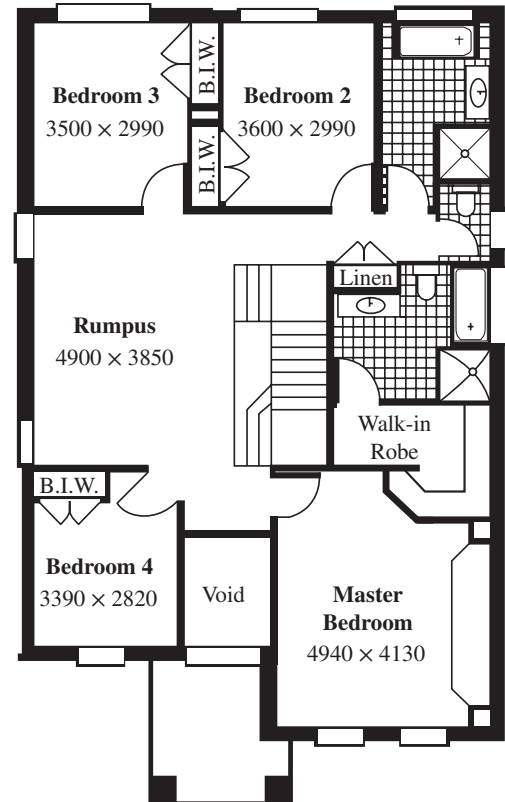 Bedroom 3
3500 × 2990
B.I.W.
Bedroom 2
3600 × 2990
B.I.W.
Linen
Rumpus
4900 × 3850
Walk-in
Robe
B.I.W.
Bedroom 4
3390 × 2820
Void
Master
Bedroom
4940 × 4130